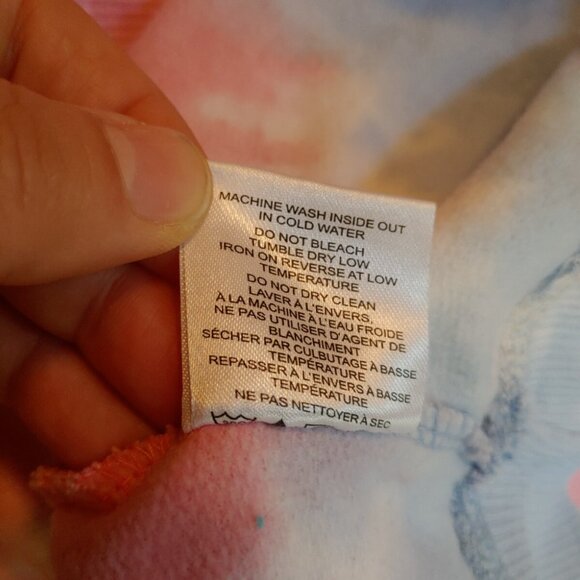 MACHINE WASH INSIDE OUT
IN COLD WATER
DO NOT BLEACH
TUMBLE DRY LOW
IRON ON REVERSE AT LOW
TEMPERATURE
DO NOT DRY CLEAN
LAVER À L'ENVERS,
À LA MACHINE À L'EAU FROIDE
NE PAS UTILISER D'AGENT DE
BLANCHIMENT
SÉCHER PAR CULBUTAGE À BASSE
TEMPÉRATURE
REPASSER À L'ENVERS À BASSE
TEMPÉRATURE
NE PAS NETTOYER À SEC